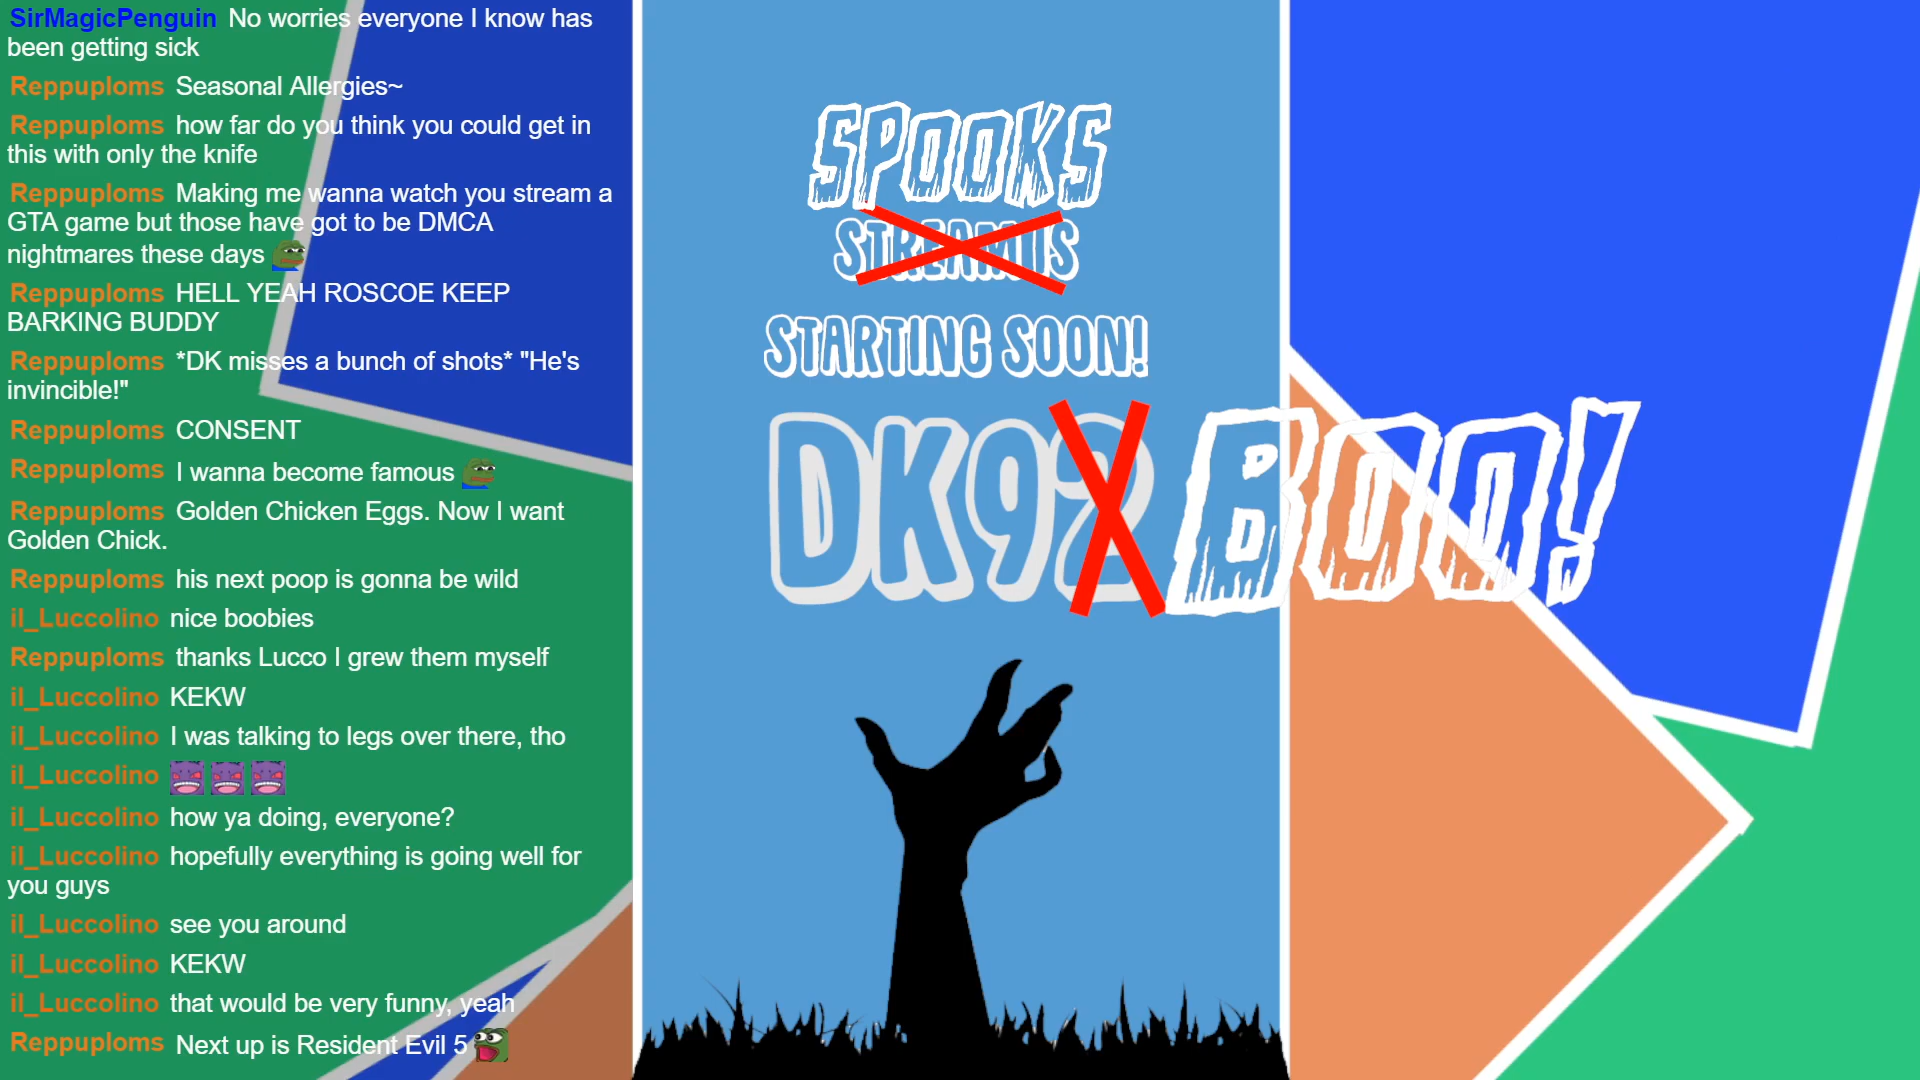 SirMagicPenguin No worries everyone I know has
been getting sick
Reppuploms Seasonal Allergies~
Reppuploms how far do you think you could get in
this with only the knife
Reppuploms Making me wanna watch you stream a
GTA game but those have got to be DMCA
nightmares these days
Reppuploms HELL YEAH ROSCOE KEEP
BARKING BUDDY
Reppuploms *DK misses a bunch of shots* "He's
invincible!"
Reppuploms CONSENT
Reppuploms I wanna become famous
Reppuploms Golden Chicken Eggs. Now I want
Golden Chick.
Reppuploms his next poop is gonna be wild
il_Luccolino nice boobies
Reppuploms thanks Lucco I grew them myself
il_Luccolino KEKW
il_Luccolino I was talking to legs over there, tho
il_Luccolino
il_Luccolino how ya doing, everyone?
il_Luccolino hopefully everything is going well for
you guys
il_Luccolino see you around
il_Luccolino KEKW
il_Luccolino that would be very funny, yeah
Reppuploms Next up is Resident Evil 5
SPOOKS
STREAM IS
STARTING SOON!
DK92 BOO!